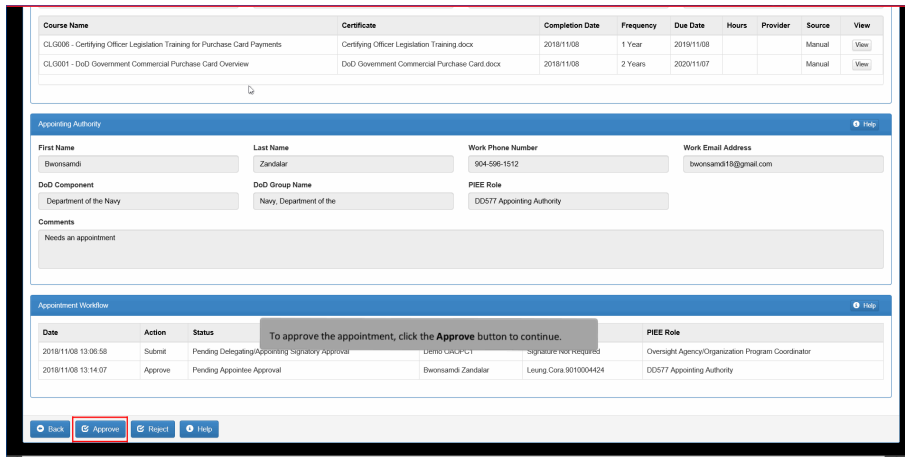 Course Name Certificate Completion Date Frequency Due Date Hours Provider Source View
CLG006 - Certifying Officer Legislation Training for Purchase Card Payments Certifying Officer Legislation Training.docx 2018/11/08 1 Year 2019/11/08 Manual View
CLG001 - DoD Government Commercial Purchase Card Overview DoD Government Commercial Purchase Card.docx 2018/11/08 2 Years 2020/11/07 Manual View
Appointing Authority Help
First Name Last Name Work Phone Number Work Email Address
Bwonsamdi Zandalar 904-596-1512 bwonsamdi18@gmail.com
DoD Component DoD Group Name PIEE Role
Department of the Navy Navy, Department of the DD577 Appointing Authority
Comments
Needs an appointment
Appointment Workflow Help
Date Action Status PIEE Role
To approve the appointment, click the Approve button to continue.
2018/11/08 13:06:58 Submit Pending Delegating/Appointing Signatory Approval Demo OAOPCT Signature Not Required Oversight Agency/Organization Program Coordinator
2018/11/08 13:14:07 Approve Pending Appointee Approval Bwonsamdi Zandalar Leung.Cora.9010004424 DD577 Appointing Authority
Back Approve Reject Help